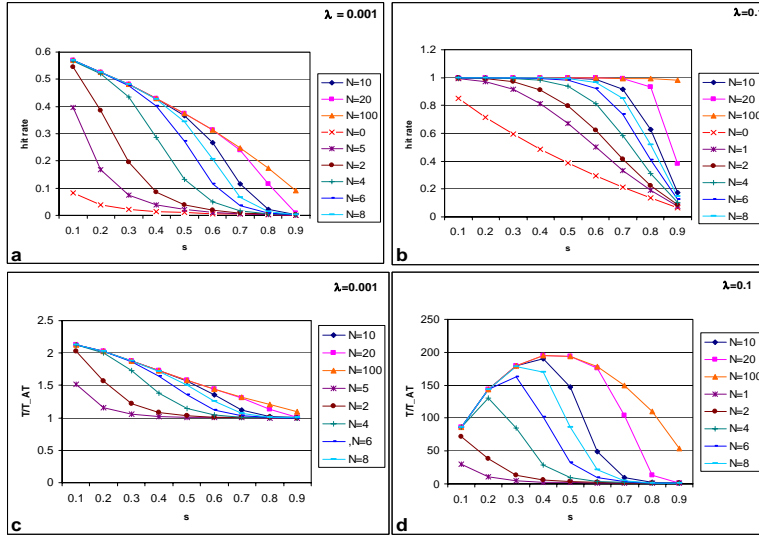 λ = 0.001
0.6
0.5
0.4
0.3
0.2
0.1
0
hit rate
0.1 0.2 0.3 0.4 0.5 0.6 0.7 0.8 0.9
s
a
N=10
N=20
N=100
N=0
N=5
N=2
N=4
N=6
N=8
λ=0.1
1.2
1
0.8
0.6
0.4
0.2
0
hit rate
0.1 0.2 0.3 0.4 0.5 0.6 0.7 0.8 0.9
s
b
N=10
N=20
N=100
N=0
N=1
N=2
N=4
N=6
N=8
λ=0.001
2.5
2
1.5
1
0.5
0
T/T_AT
0.1 0.2 0.3 0.4 0.5 0.6 0.7 0.8 0.9
s
c
N=10
N=20
N=100
N=5
N=2
N=4
,N=6
N=8
λ=0.1
250
200
150
100
50
0
T/T_AT
0.1 0.2 0.3 0.4 0.5 0.6 0.7 0.8 0.9
s
d
N=10
N=20
N=100
N=1
N=2
N=4
N=6
N=8